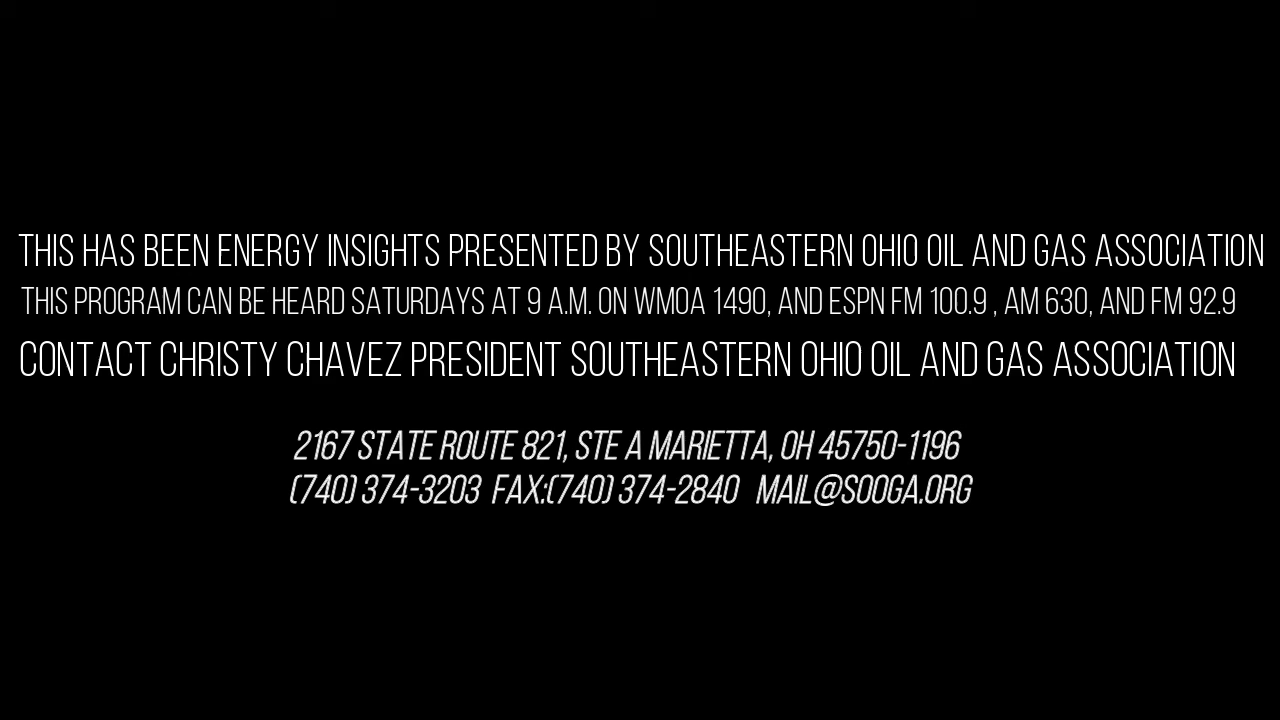 THIS HAS BEEN ENERGY INSIGHTS PRESENTED BY SOUTHEASTERN OHIO OIL AND GAS ASSOCIATION
THIS PROGRAM CAN BE HEARD SATURDAYS AT 9 A.M. ON WMOA 1490, AND ESPN FM 100.9 , AM 630, AND FM 92.9
CONTACT CHRISTY CHAVEZ PRESIDENT SOUTHEASTERN OHIO OIL AND GAS ASSOCIATION
2167 STATE ROUTE 821, STE A MARIETTA, OH 45750-1196
(740) 374-3203 FAX:(740) 374-2840 MAIL@SOOGA.ORG